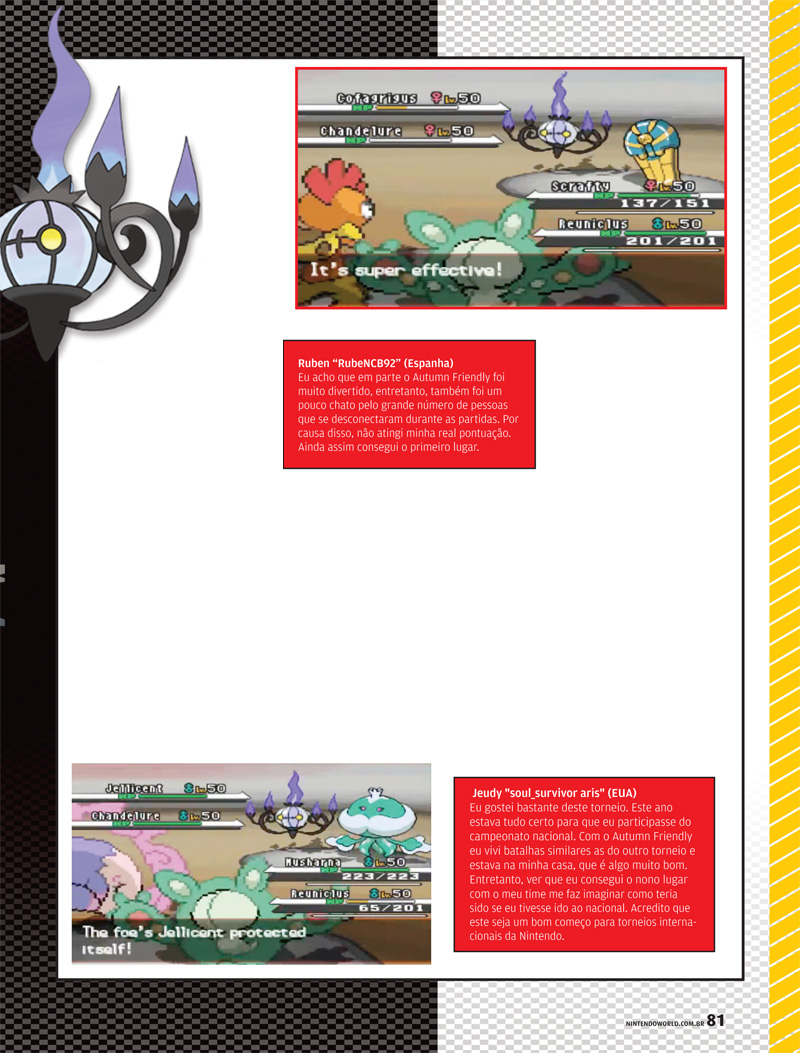 Cofagrigus ♀ Lv50
HP
Chandelure ♀ Lv50
HP
Scrafty ♀ Lv50
HP
137/151
Reuniclus ♂ Lv50
HP
201/201
It's super effective!
Ruben “RubeNCB92” (Espanha)
Eu acho que em parte o Autumn Friendly foi
muito divertido, entretanto, também foi um
pouco chato pelo grande número de pessoas
que se desconectaram durante as partidas. Por
causa disso, não atingi minha real pontuação.
Ainda assim consegui o primeiro lugar.
Jellicent ♂ Lv50
HP
Chandelure ♂ Lv50
HP
Musharna ♂ Lv50
HP
223/223
Reuniclus ♂ Lv50
HP
65/201
The foe's Jellicent protected
itself!
Jeudy "soul_survivor aris" (EUA)
Eu gostei bastante deste torneio. Este ano
estava tudo certo para que eu participasse do
campeonato nacional. Com o Autumn Friendly
eu vivi batalhas similares as do outro torneio e
estava na minha casa, que é algo muito bom.
Entretanto, ver que eu consegui o nono lugar
com o meu time me faz imaginar como teria
sido se eu tivesse ido ao nacional. Acredito que
este seja um bom começo para torneios interna-
cionais da Nintendo.
NINTENDOWORLD.COM.BR 81